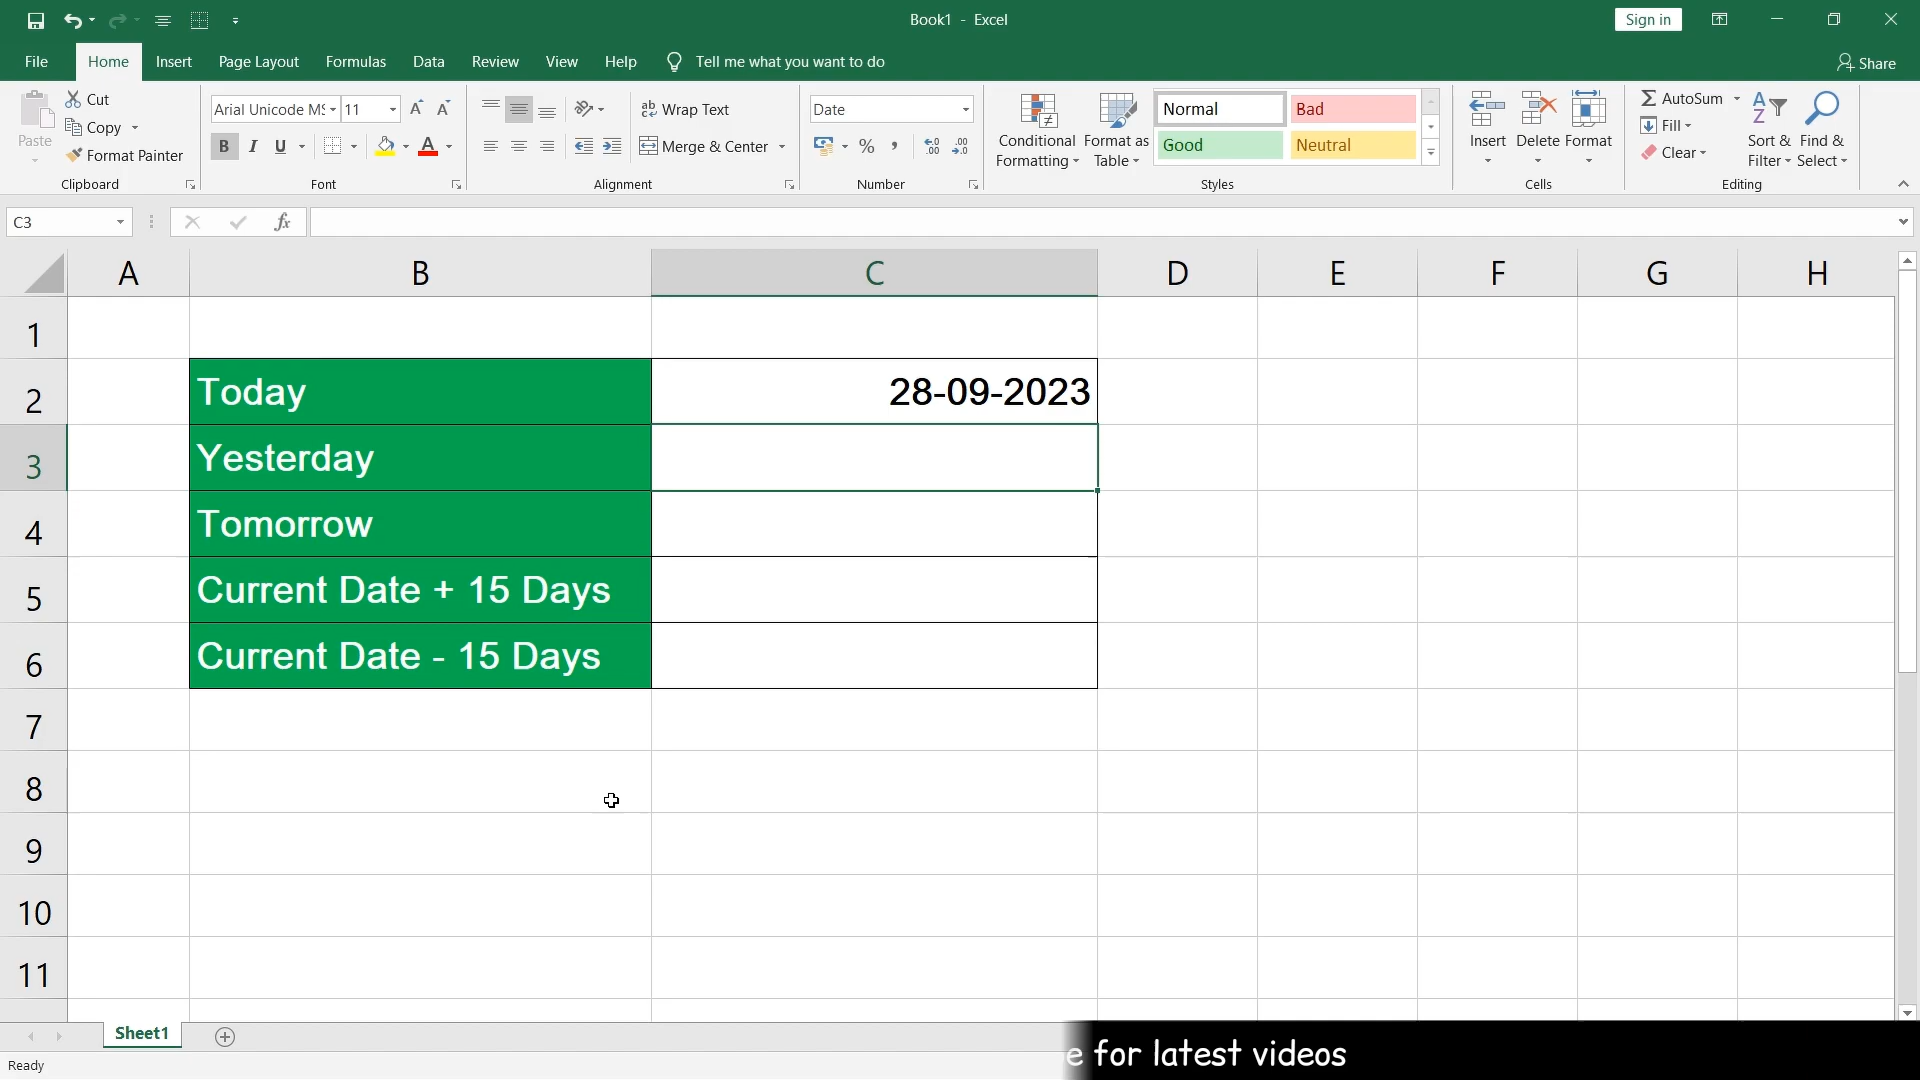 Book1 - Excel
Sign in
File Home Insert Page Layout Formulas Data Review View Help Tell me what you want to do Share
Paste
Cut
Copy
Format Painter
Clipboard
Arial Unicode MS 11
B I U
Font
Wrap Text
Merge & Center
Alignment
Date
Number
Conditional Formatting
Format as Table
Normal Bad
Good Neutral
Styles
Insert Delete Format
Cells
AutoSum
Fill
Clear
Sort & Filter
Find & Select
Editing
C3 fx
A B C D E F G H
1
2 Today 28-09-2023
3 Yesterday
4 Tomorrow
5 Current Date + 15 Days
6 Current Date - 15 Days
7
8
9
10
11
Sheet1
Ready
e for latest videos